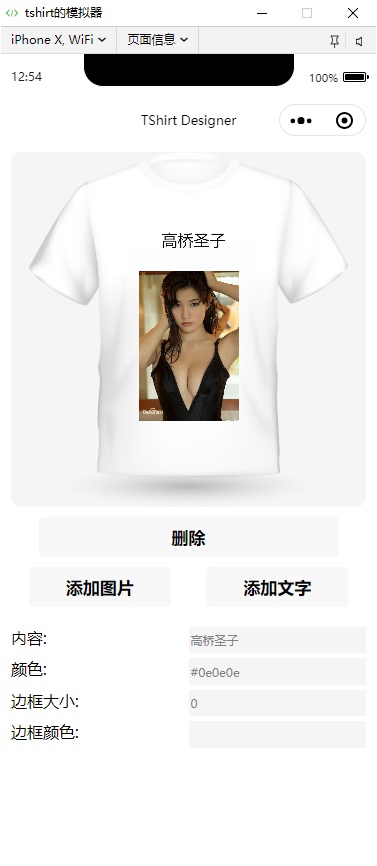 tshirt的模拟器
iPhone X, WiFi 页面信息
12:54 100%
TShirt Designer
高桥圣子
删除
添加图片 添加文字
内容: 高桥圣子
颜色: #0e0e0e
边框大小: 0
边框颜色: